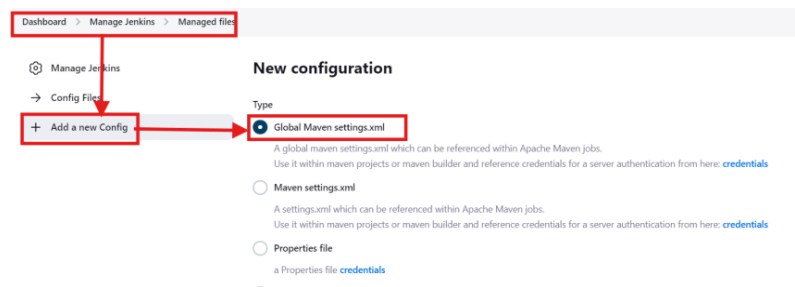 Dashboard > Manage Jenkins > Managed files
Manage Jenkins
Config Files
Add a new Config
New configuration
Type
Global Maven settings.xml
A global maven settings.xml which can be referenced within Apache Maven jobs.
Use it within maven projects or maven builder and reference credentials for a server authentication from here: credentials
Maven settings.xml
A settings.xml which can be referenced within Apache Maven jobs.
Use it within maven projects or maven builder and reference credentials for a server authentication from here: credentials
Properties file
a Properties file credentials